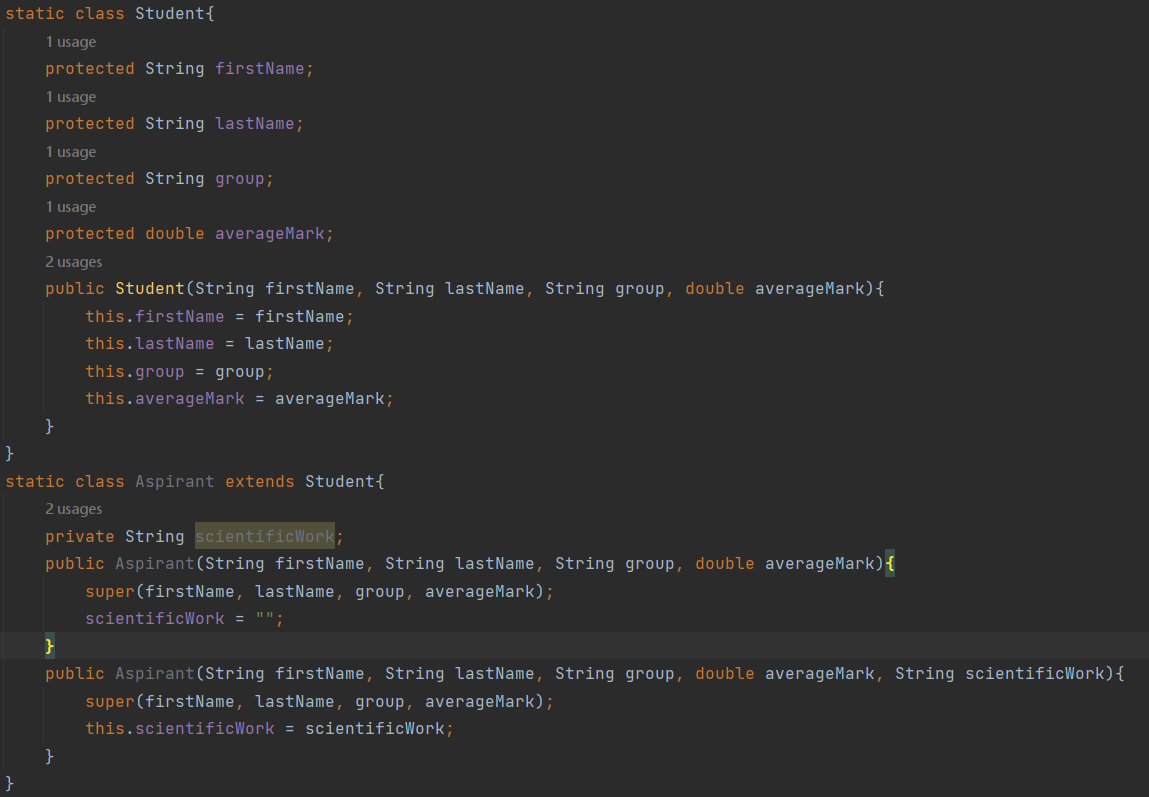 static class Student{
1 usage
protected String firstName;
1 usage
protected String lastName;
1 usage
protected String group;
1 usage
protected double averageMark;
2 usages
public Student(String firstName, String lastName, String group, double averageMark){
this.firstName = firstName;
this.lastName = lastName;
this.group = group;
this.averageMark = averageMark;
}
}
static class Aspirant extends Student{
2 usages
private String scientificWork;
public Aspirant(String firstName, String lastName, String group, double averageMark){
super(firstName, lastName, group, averageMark);
scientificWork = "";
}
public Aspirant(String firstName, String lastName, String group, double averageMark, String scientificWork){
super(firstName, lastName, group, averageMark);
this.scientificWork = scientificWork;
}
}